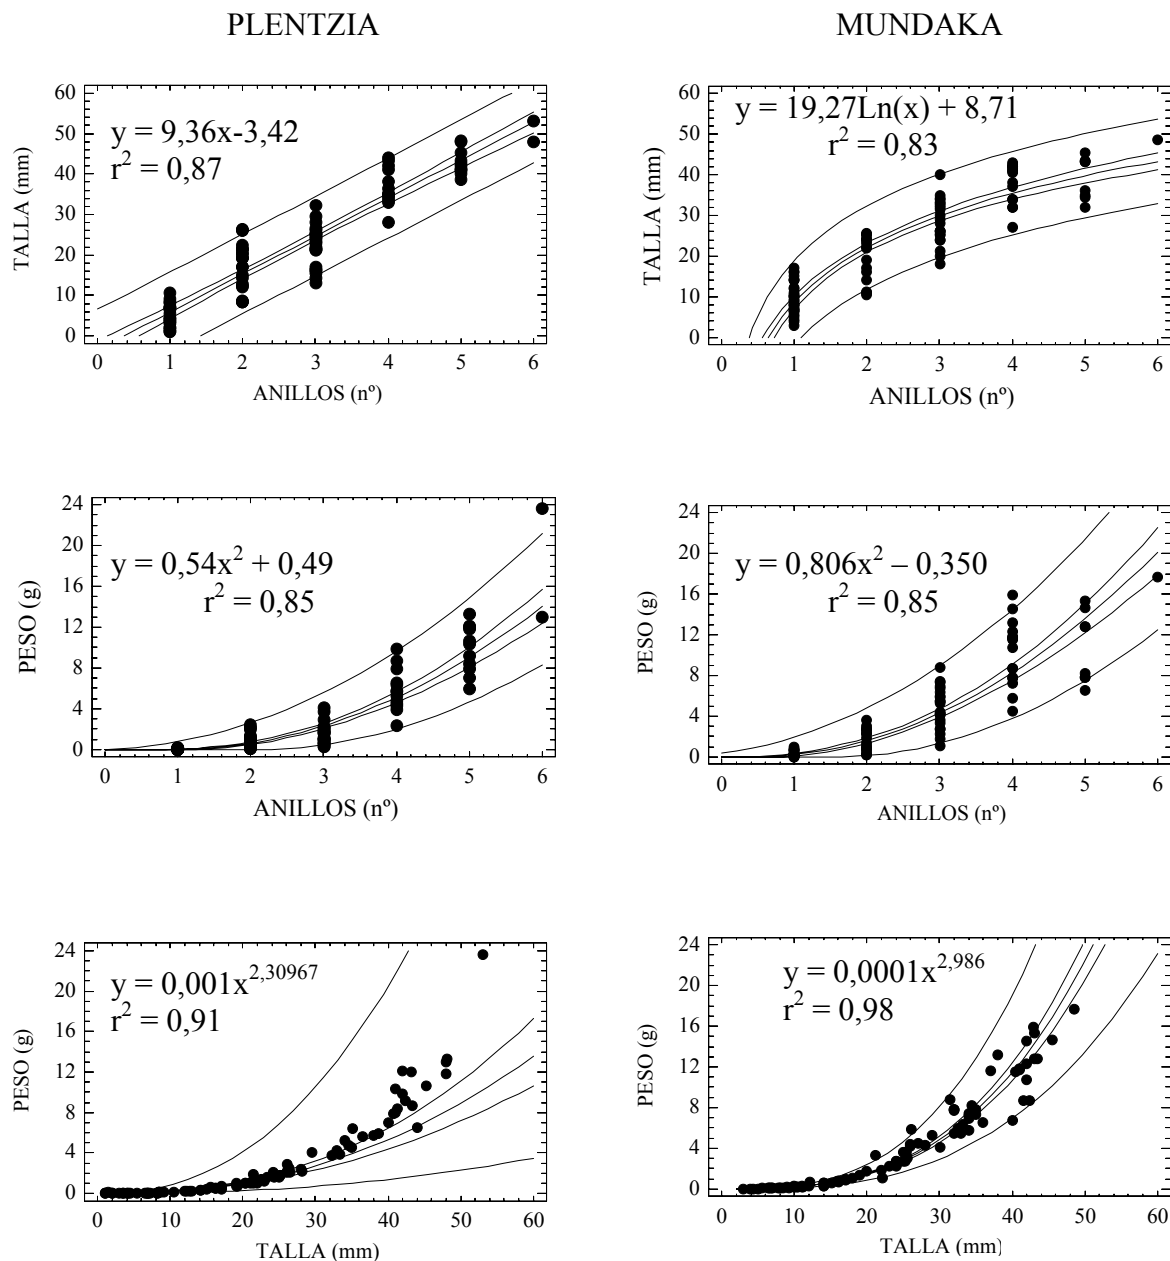 PLENTZIA
MUNDAKA
60
50
40
30
20
10
0
TALLA (mm)
y = 9,36x-3,42
r² = 0,87
0 1 2 3 4 5 6
ANILLOS (nº)
60
50
40
30
20
10
0
TALLA (mm)
y = 19,27Ln(x) + 8,71
r² = 0,83
0 1 2 3 4 5 6
ANILLOS (nº)
24
20
16
12
8
4
0
PESO (g)
y = 0,54x² + 0,49
r² = 0,85
0 1 2 3 4 5 6
ANILLOS (nº)
24
20
16
12
8
4
0
PESO (g)
y = 0,806x² – 0,350
r² = 0,85
0 1 2 3 4 5 6
ANILLOS (nº)
24
20
16
12
8
4
0
PESO (g)
y = 0,001x^2,30967
r² = 0,91
0 10 20 30 40 50 60
TALLA (mm)
24
20
16
12
8
4
0
PESO (g)
y = 0,0001x^2,986
r² = 0,98
0 10 20 30 40 50 60
TALLA (mm)